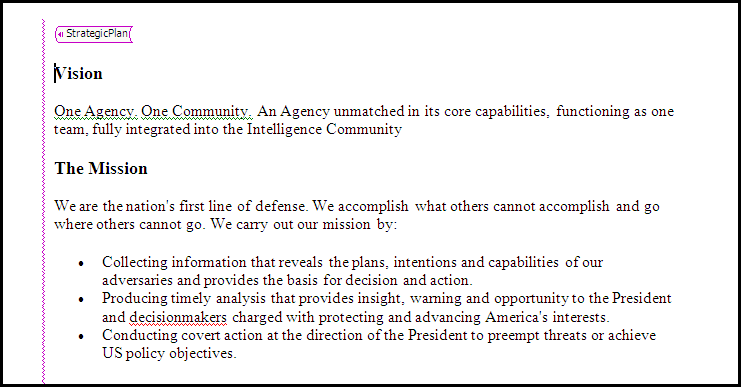 StrategicPlan
Vision
One Agency. One Community. An Agency unmatched in its core capabilities, functioning as one
team, fully integrated into the Intelligence Community
The Mission
We are the nation's first line of defense. We accomplish what others cannot accomplish and go
where others cannot go. We carry out our mission by:
• Collecting information that reveals the plans, intentions and capabilities of our
adversaries and provides the basis for decision and action.
• Producing timely analysis that provides insight, warning and opportunity to the President
and decisionmakers charged with protecting and advancing America's interests.
• Conducting covert action at the direction of the President to preempt threats or achieve
US policy objectives.